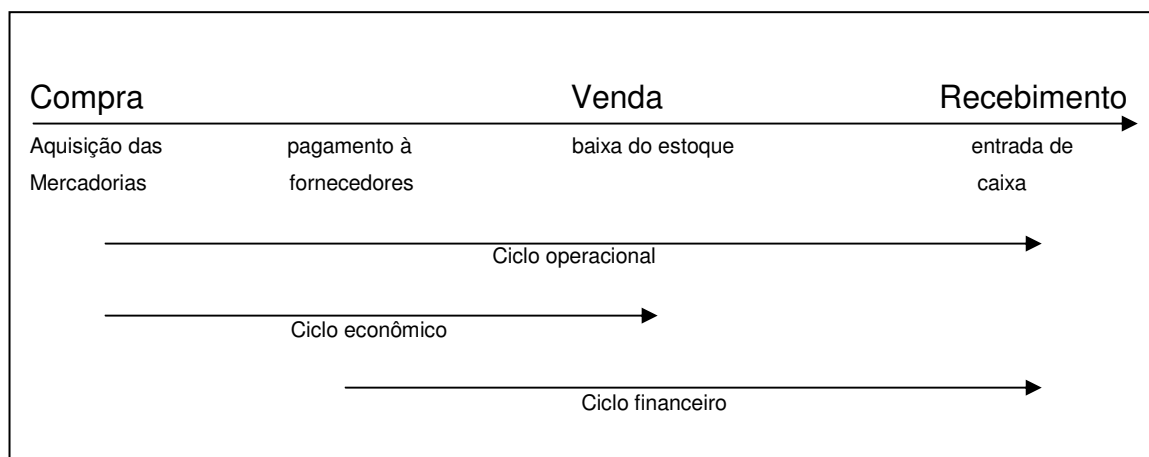 Compra Venda Recebimento
Aquisição das pagamento à baixa do estoque entrada de
Mercadorias fornecedores caixa
Ciclo operacional
Ciclo econômico
Ciclo financeiro